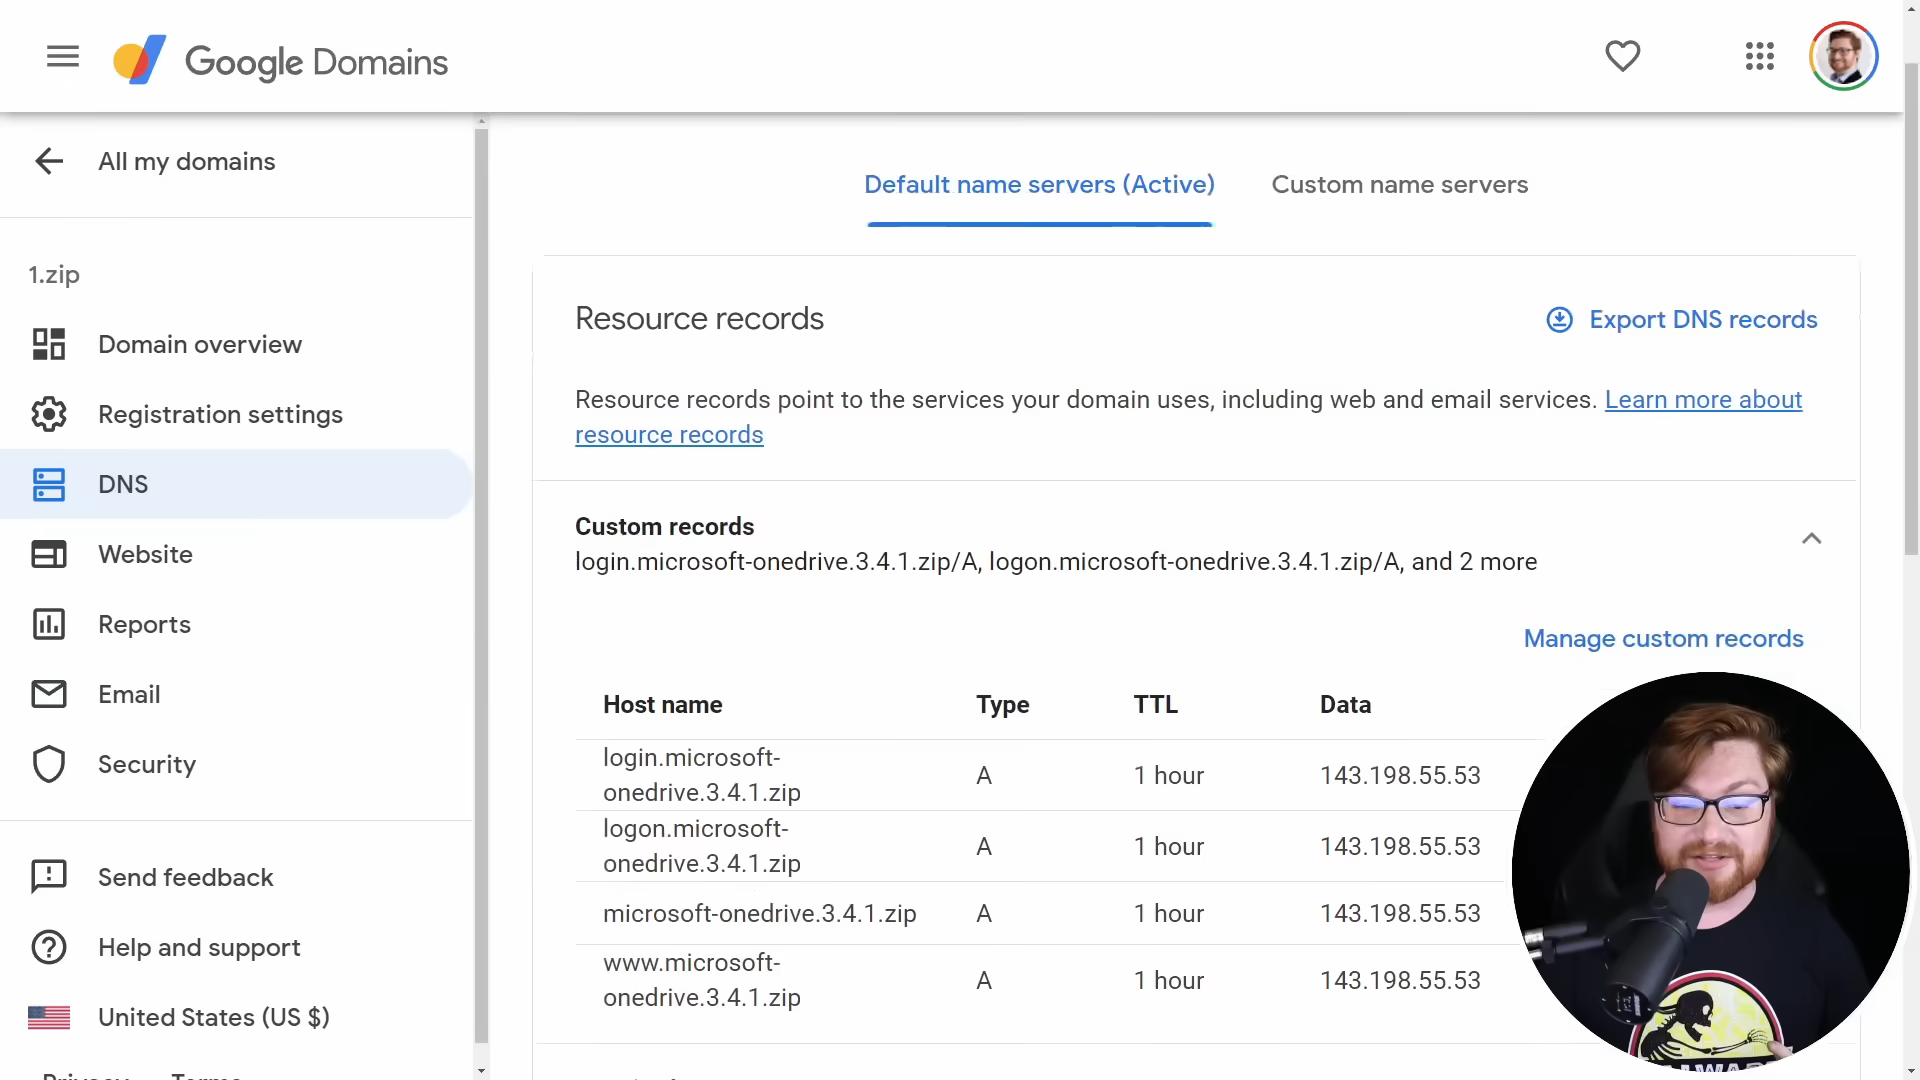 Google Domains
All my domains
1.zip
Domain overview
Registration settings
DNS
Website
Reports
Email
Security
Send feedback
Help and support
United States (US $)
Default name servers (Active)
Custom name servers
Resource records
Export DNS records
Resource records point to the services your domain uses, including web and email services. Learn more about
resource records
Custom records
login.microsoft-onedrive.3.4.1.zip/A, logon.microsoft-onedrive.3.4.1.zip/A, and 2 more
Manage custom records
Host name Type TTL Data
login.microsoft-
onedrive.3.4.1.zip A 1 hour 143.198.55.53
logon.microsoft-
onedrive.3.4.1.zip A 1 hour 143.198.55.53
microsoft-onedrive.3.4.1.zip A 1 hour 143.198.55.53
www.microsoft-
onedrive.3.4.1.zip A 1 hour 143.198.55.53